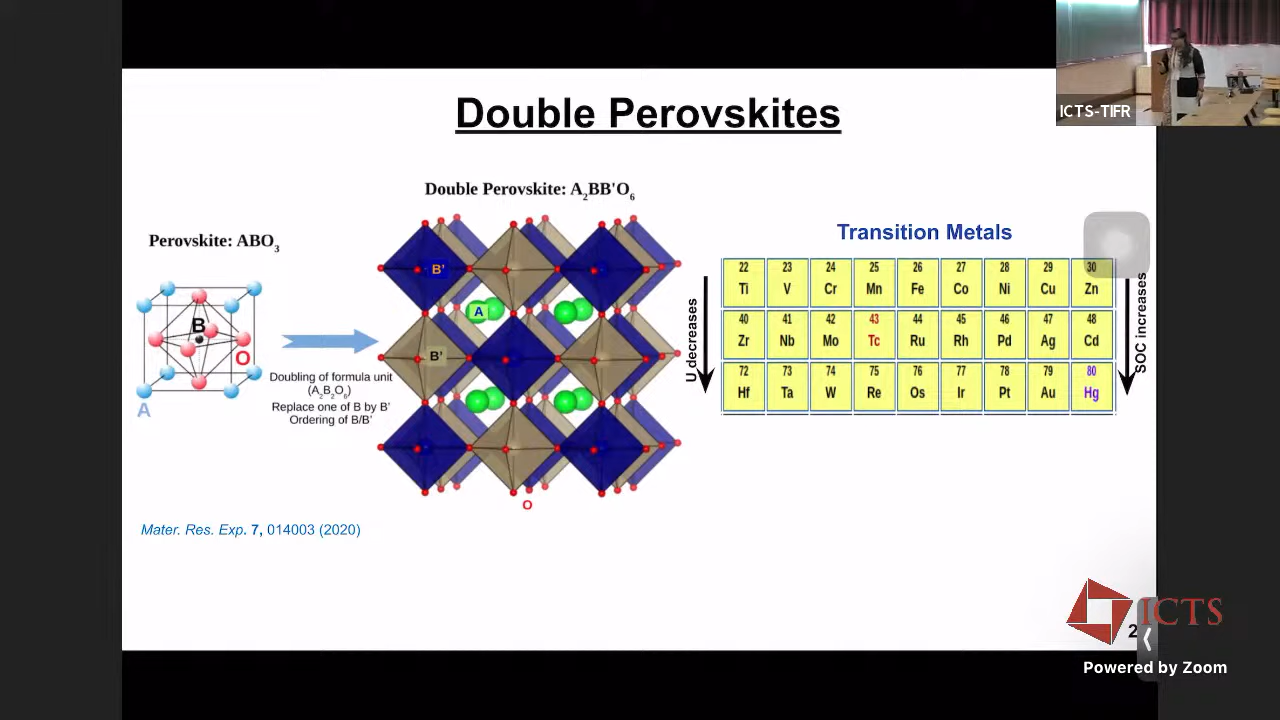 ICTS-TIFR
Double Perovskites
Double Perovskite: A2BB'O6
Perovskite: ABO3
B
O
A
Doubling of formula unit
(A2B2O6)
Replace one of B by B'
Ordering of B/B'
B'
A
B'
O
Transition Metals
U decreases
22 23 24 25 26 27 28 29 30
Ti V Cr Mn Fe Co Ni Cu Zn
40 41 42 43 44 45 46 47 48
Zr Nb Mo Tc Ru Rh Pd Ag Cd
72 73 74 75 76 77 78 79 80
Hf Ta W Re Os Ir Pt Au Hg
SOC increases
Mater. Res. Exp. 7, 014003 (2020)
ICTS
2
Powered by Zoom